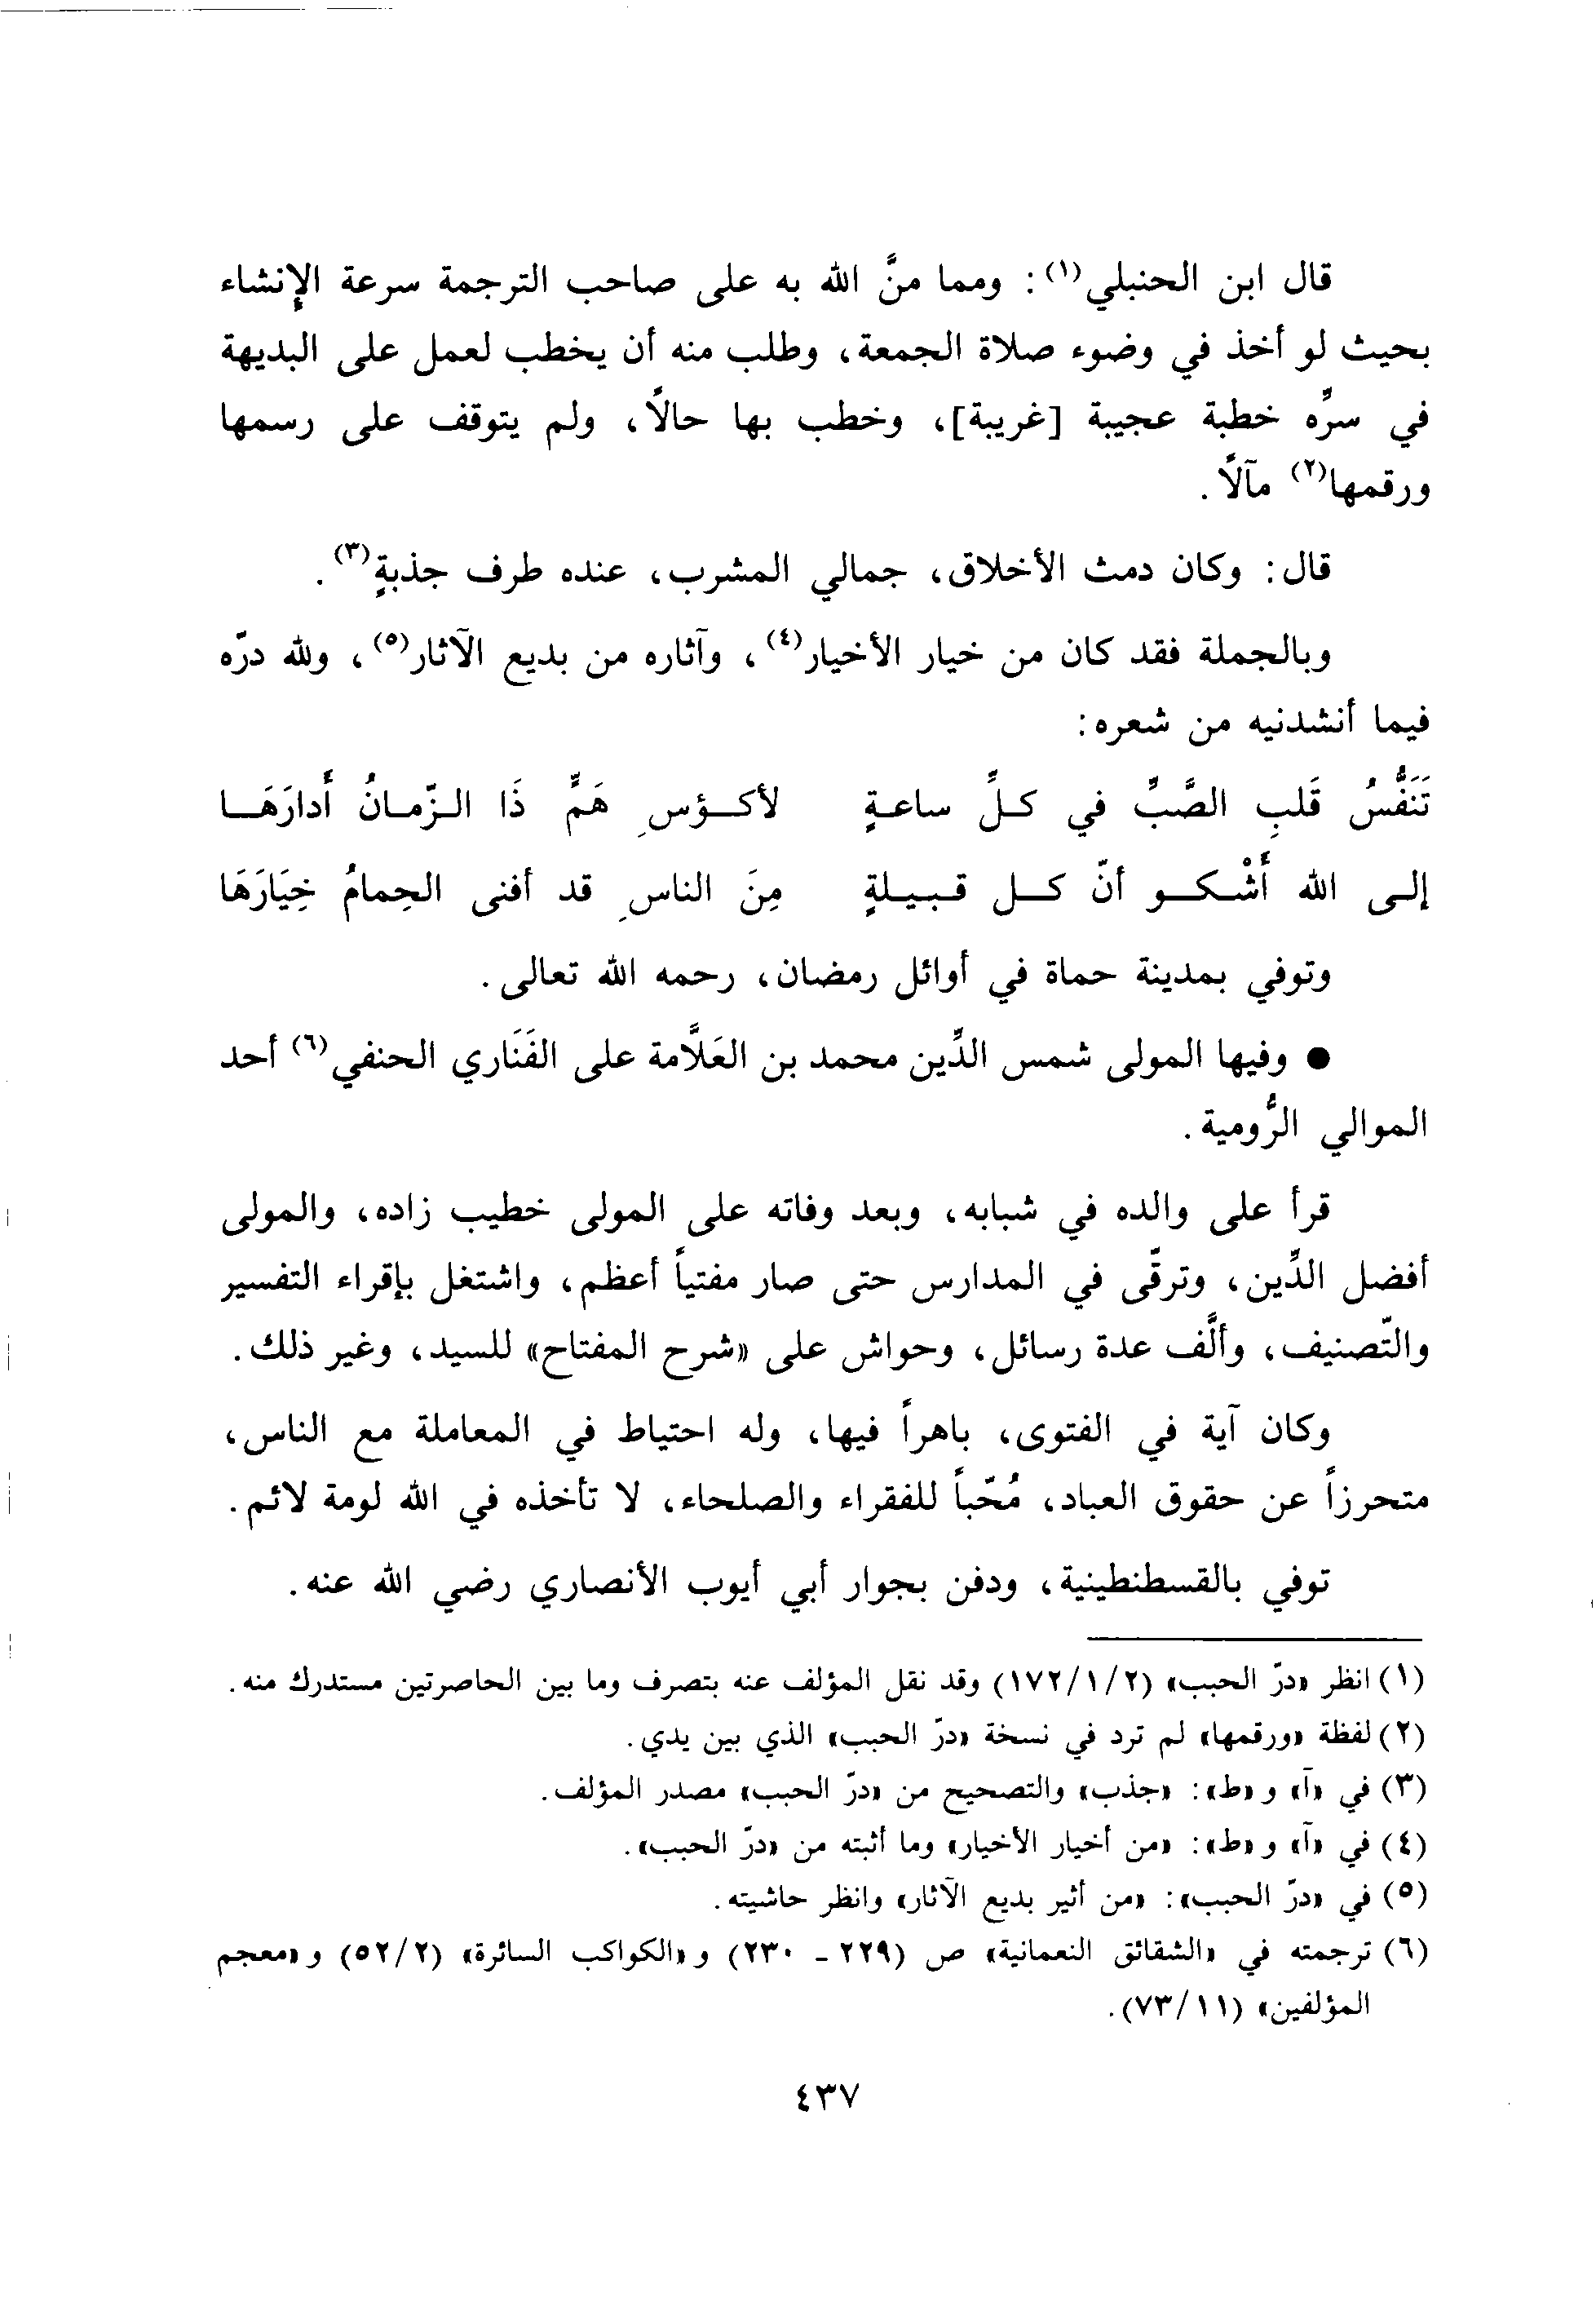 قال ابن الحنبلي(١): ومما منَّ الله به على صاحب الترجمة سرعة الإنشاء
بحيث لو أخذ في وضوء صلاة الجمعة، وطلب منه أن يخطب لعمل على البديهة
في سرِّه خطبة عجيبة [غريبة]، وخطب بها حالاً، ولم يتوقف على رسمها
ورقمها(٢) مآلاً.
قال: وكان دمث الأخلاق، جمالي المشرب، عنده طرف جذبةٍ(٣).
وبالجملة فقد كان من خيار الأخيار(٤)، وآثاره من بديع الآثار(٥)، ولله درّه
فيما أنشدنيه من شعره:
تَنَفُّسُ قَلبِ الصَّبِّ في كلِّ ساعةٍ لأكؤسِ هَمٍّ ذَا الزّمانُ أَدارَهَا
إلى الله أَشْكو أنّ كل قبيلةٍ مِنَ الناسِ قد أفنى الحِمامُ خِيَارَهَا
وتوفي بمدينة حماة في أوائل رمضان، رحمه الله تعالى.
● وفيها المولى شمس الدِّين محمد بن العَلَّامة على الفَنَاري الحنفي(٦) أحد
الموالي الرُّومية.
قرأ على والده في شبابه، وبعد وفاته على المولى خطيب زاده، والمولى
أفضل الدِّين، وترقّى في المدارس حتى صار مفتياً أعظم، واشتغل بإقراء التفسير
والتّصنيف، وألَّف عدة رسائل، وحواش على «شرح المفتاح» للسيد، وغير ذلك.
وكان آية في الفتوى، باهراً فيها، وله احتياط في المعاملة مع الناس،
متحرزاً عن حقوق العباد، مُحّباً للفقراء والصلحاء، لا تأخذه في الله لومة لائم.
توفي بالقسطنطينية، ودفن بجوار أبي أيوب الأنصاري رضي الله عنه.
(١) انظر «درّ الحبب» (١٧٢/١/٢) وقد نقل المؤلف عنه بتصرف وما بين الحاصرتين مستدرك منه.
(٢) لفظة «ورقمها» لم ترد في نسخة «درّ الحبب» الذي بين يدي.
(٣) في «آ» و «ط»: «جذب» والتصحيح من «درّ الحبب» مصدر المؤلف.
(٤) في «آ» و «ط»: «من أخيار الأخيار» وما أثبته من «درّ الحبب».
(٥) في «درّ الحبب»: «من أثير بديع الآثار» وانظر حاشيته.
(٦) ترجمته في «الشقائق النعمانية» ص (٢٢٩ - ٢٣٠) و «الكواكب السائرة» (٥٢/٢) و «معجم
المؤلفين» (٧٣/١١).
٤٣٧